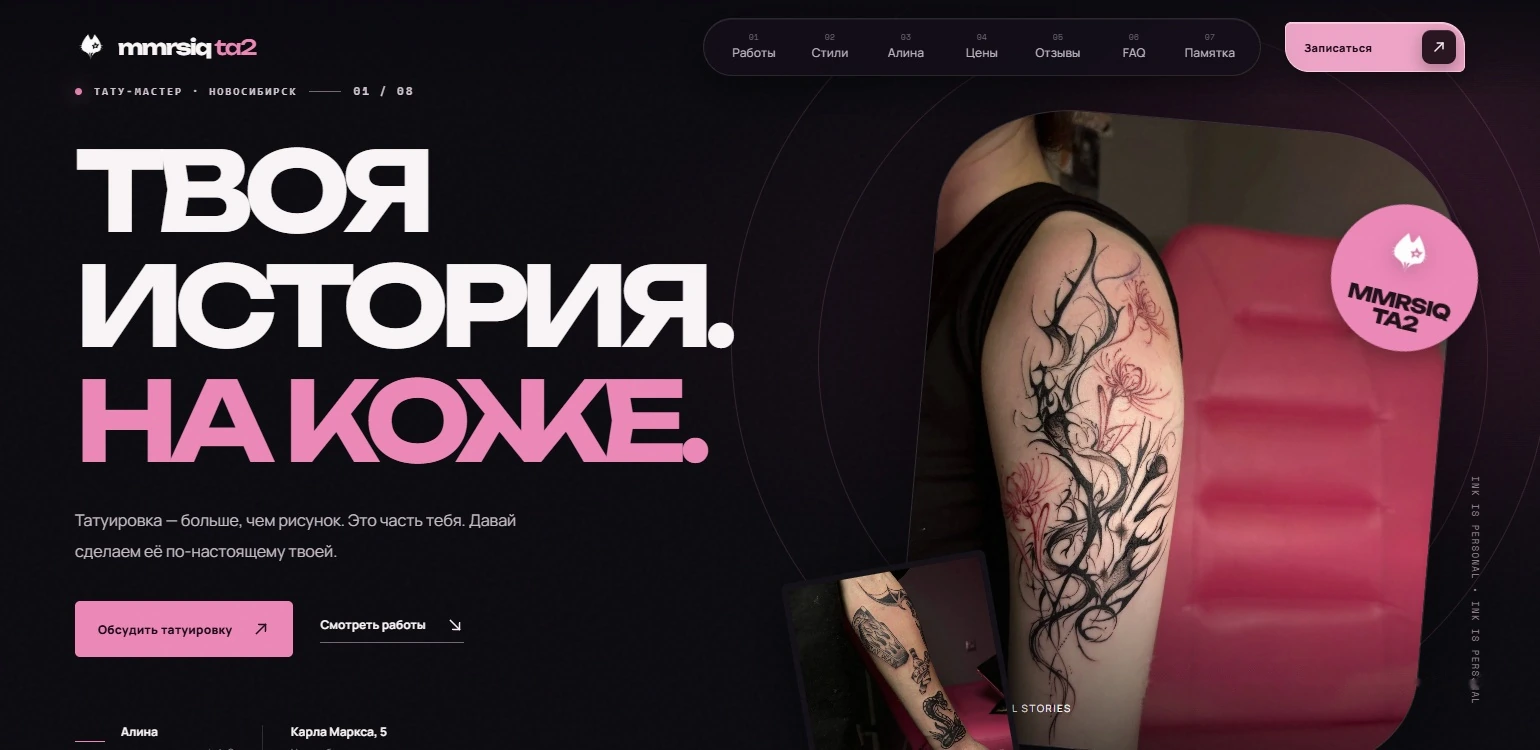 mmrsiq ta2
01
Работы
02
Стили
03
Алина
04
Цены
05
Отзывы
06
FAQ
07
Памятка
Записаться
ТАТУ-МАСТЕР · НОВОСИБИРСК
01 / 08
ТВОЯ
ИСТОРИЯ.
НА КОЖЕ.
Татуировка — больше, чем рисунок. Это часть тебя. Давай
сделаем её по-настоящему твоей.
Обсудить татуировку
Смотреть работы
Алина
Карла Маркса, 5
MMRSIQ
TA2
L STORIES
INK IS PERSONAL • INK IS PERS AL